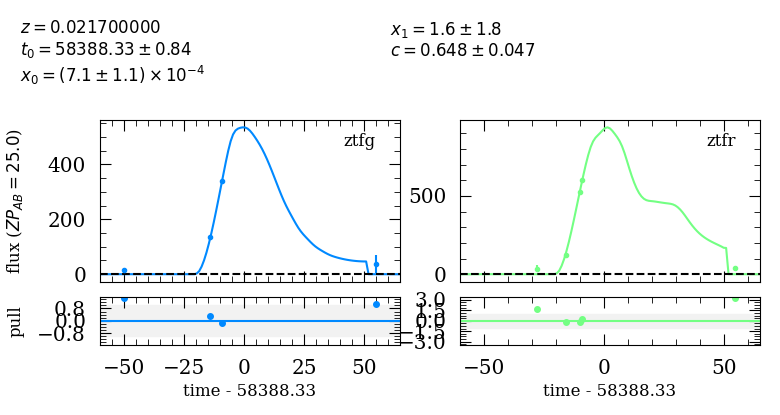 z = 0.021700000
t₀ = 58388.33 ± 0.84
x₀ = (7.1 ± 1.1) × 10⁻⁴
x₁ = 1.6 ± 1.8
c = 0.648 ± 0.047
flux (ZP_AB = 25.0)
400
200
0
ztfg
500
0
ztfr
pull
0.8
0.0
−0.8
3.0
1.5
0.0
−1.5
−3.0
−50 −25 0 25 50
time - 58388.33
−50 0 50
time - 58388.33